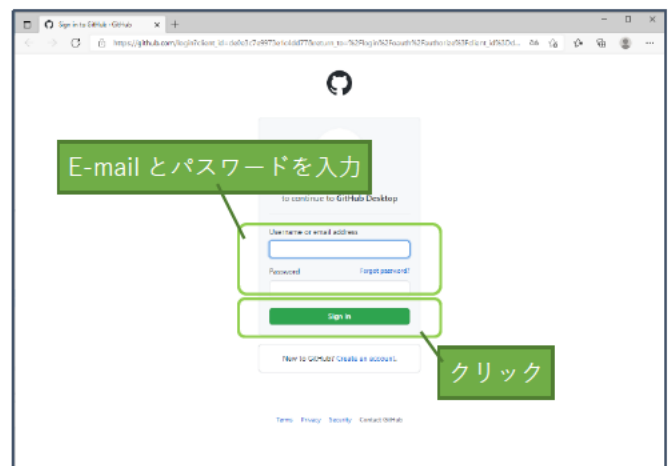 Sign in to GitHub · GitHub
E-mail とパスワードを入力
to continue to GitHub Desktop
Username or email address
Password Forgot password?
Sign in
クリック
New to GitHub? Create an account.
Terms Privacy Security Contact GitHub